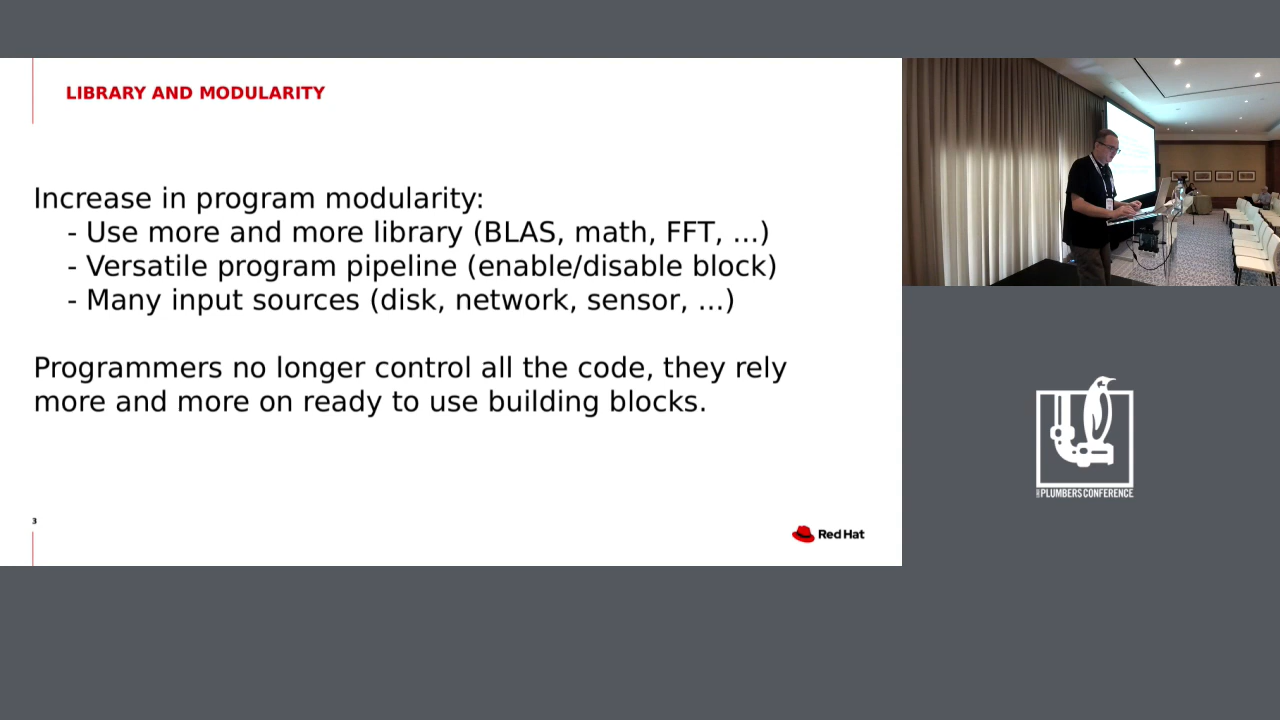 LIBRARY AND MODULARITY
Increase in program modularity:
- Use more and more library (BLAS, math, FFT, ...)
- Versatile program pipeline (enable/disable block)
- Many input sources (disk, network, sensor, ...)
Programmers no longer control all the code, they rely
more and more on ready to use building blocks.
3
Red Hat
PLUMBERS CONFERENCE